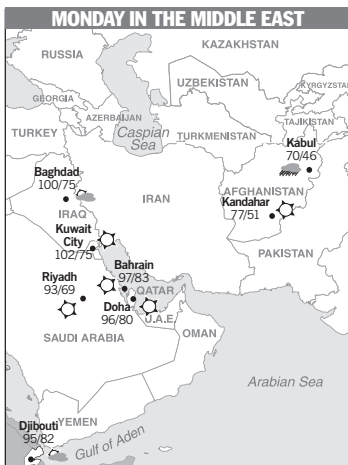 MONDAY IN THE MIDDLE EAST
KAZAKHSTAN
RUSSIA
UZBEKISTAN
KYRGYZSTAN
GEORGIA
AZERBAIJAN
TAJIKISTAN
TURKEY
Caspian
Sea
TURKMENISTAN
Kabul
70/46
Baghdad
100/75
IRAN
AFGHANISTAN
Kandahar
77/51
IRAQ
Kuwait
City
102/75
PAKISTAN
Bahrain
97/83
Riyadh
93/69
QATAR
Doha
96/80
U.A.E.
OMAN
SAUDI ARABIA
Arabian Sea
YEMEN
Djibouti
95/82
Gulf of Aden